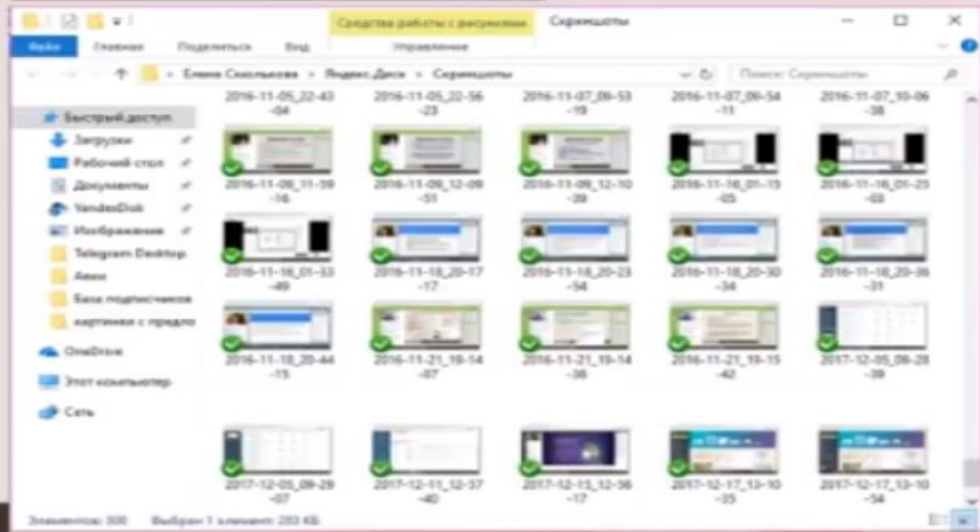 Средства работы с рисунками
Скриншоты
Файл
Главная
Поделиться
Вид
Управление
Елена › Яндекс.Диск › Скриншоты
Поиск: Скриншоты
Быстрый доступ
Загрузки
Рабочий стол
Документы
YandexDisk
Изображения
Telegram Desktop
База подписчиков
картинки с предло
OneDrive
Этот компьютер
Сеть
2016-11-05_22-43
-04
2016-11-05_22-56
-23
2016-11-07_09-53
-19
2016-11-07_09-54
-11
2016-11-07_10-06
-38
2016-11-09_11-59
-16
2016-11-09_12-09
-51
2016-11-09_12-10
-39
2016-11-16_01-15
-05
2016-11-16_01-25
-03
2016-11-16_01-33
-49
2016-11-18_20-17
-17
2016-11-18_20-23
-54
2016-11-18_20-30
-34
2016-11-18_20-36
-31
2016-11-18_20-44
-15
2016-11-21_19-14
-07
2016-11-21_19-14
-36
2016-11-21_19-15
-42
2017-12-05_09-28
-39
2017-12-05_09-29
-07
2017-12-11_12-57
-40
2017-12-15_12-56
-17
2017-12-17_13-10
-35
2017-12-17_13-10
-54
Элементов: 308
Выбран 1 элемент: 283 КБ